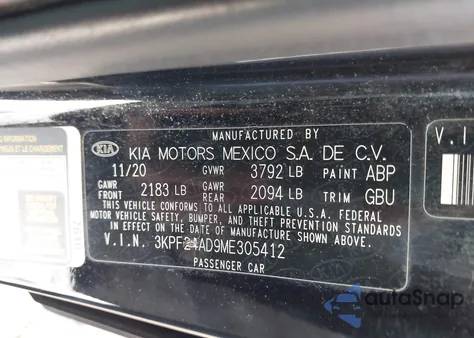 MANUFACTURED BY
KIA KIA MOTORS MEXICO S.A. DE C.V.
11/20 GVWR 3792 LB PAINT ABP
GAWR FRONT 2183 LB GAWR REAR 2094 LB TRIM GBU
THIS VEHICLE CONFORMS TO ALL APPLICABLE U.S.A. FEDERAL
MOTOR VEHICLE SAFETY, BUMPER, AND THEFT PREVENTION
STANDARDS IN EFFECT ON THE DATE OF MANUFACTURE SHOWN ABOVE.
V.I.N. 3KPF24AD9ME305412
PASSENGER CAR
INFORMATION
V.I
autoSnap